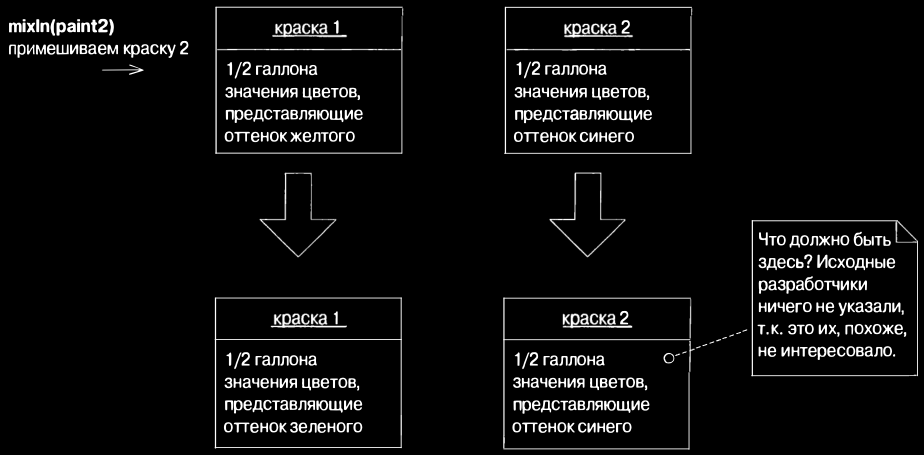 mixIn(paint2)
примешиваем краску 2
краска 1
1/2 галлона
значения цветов,
представляющие
оттенок желтого
краска 2
1/2 галлона
значения цветов,
представляющие
оттенок синего
краска 1
1/2 галлона
значения цветов,
представляющие
оттенок зеленого
краска 2
1/2 галлона
значения цветов,
представляющие
оттенок синего
Что должно быть
здесь? Исходные
разработчики
ничего не указали,
т.к. это их, похоже,
не интересовало.